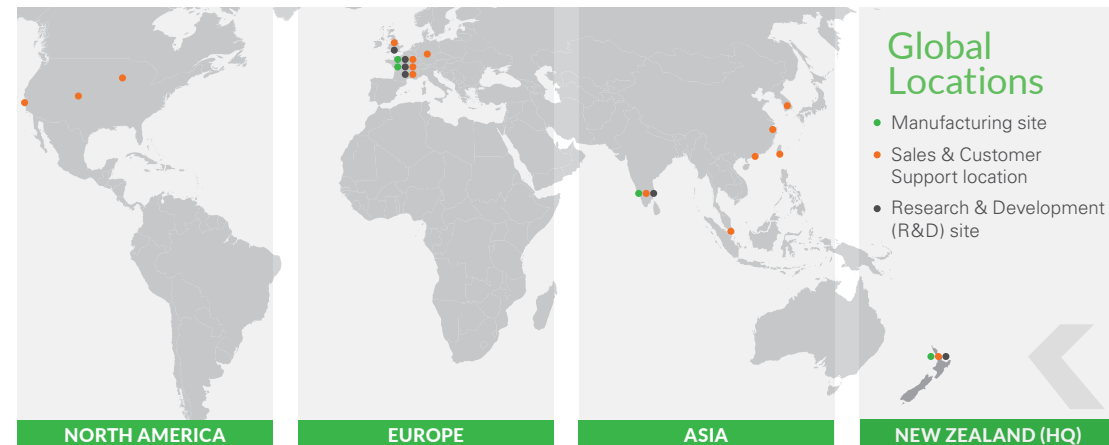 Global
Locations
Manufacturing site
Sales & Customer
Support location
Research & Development
(R&D) site
NORTH AMERICA
EUROPE
ASIA
NEW ZEALAND (HQ)